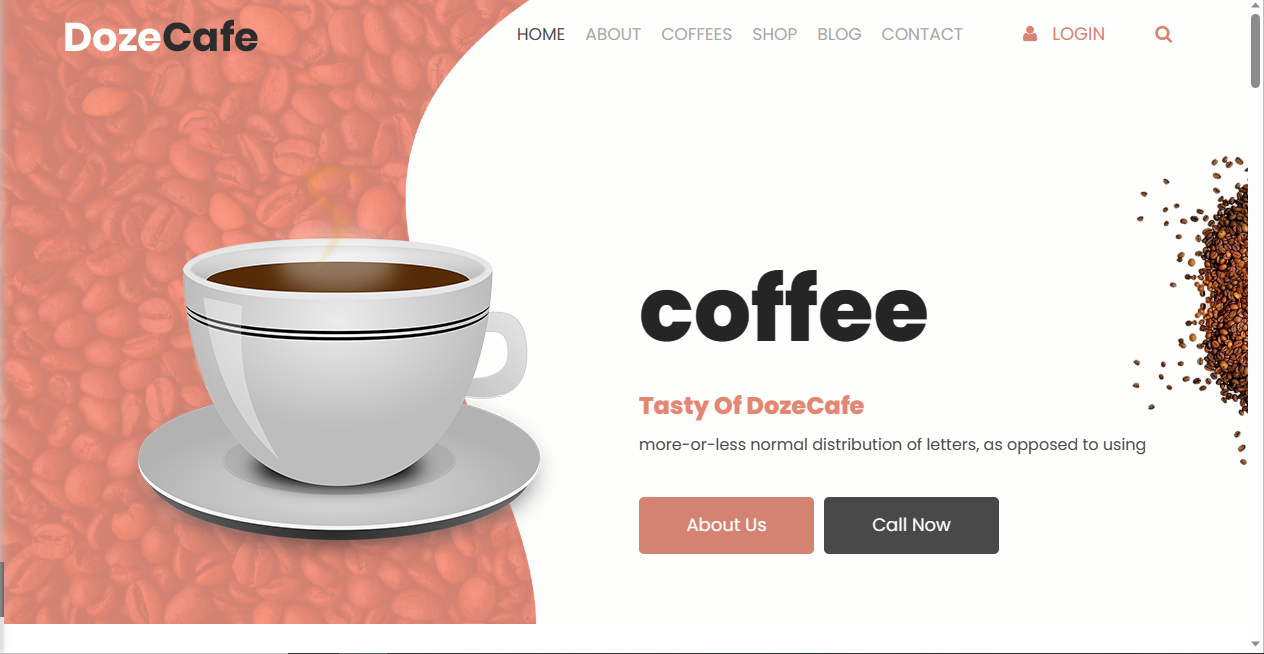 DozeCafe
HOME ABOUT COFFEES SHOP BLOG CONTACT LOGIN
coffee
Tasty Of DozeCafe
more-or-less normal distribution of letters, as opposed to using
About Us Call Now